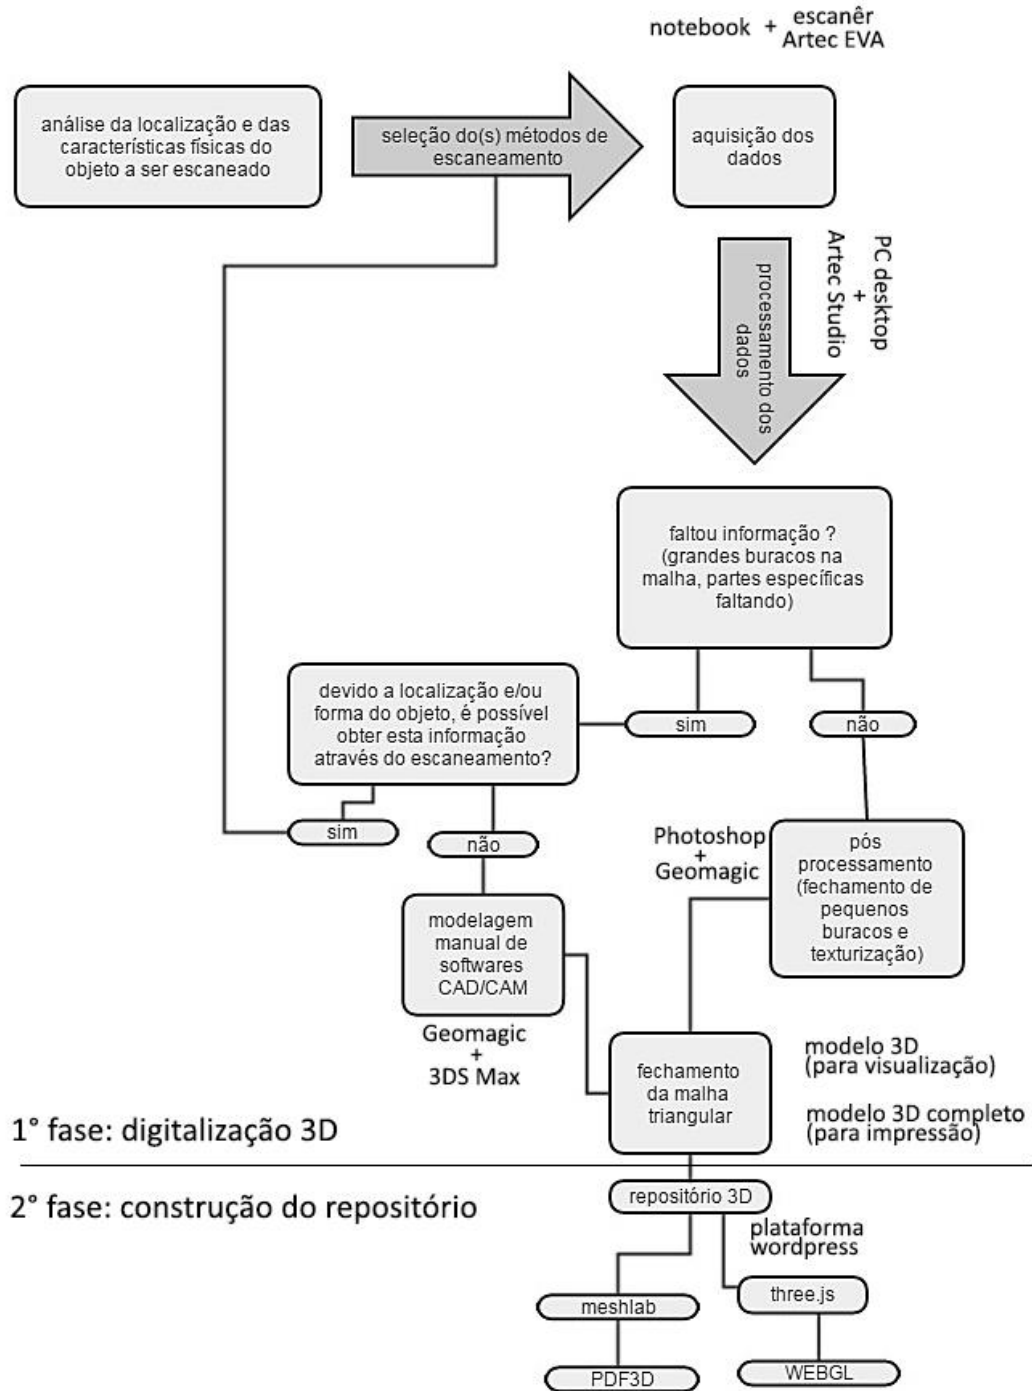 notebook + escanêr
Artec EVA
análise da localização e das
características físicas do
objeto a ser escaneado
seleção do(s) métodos de
escaneamento
aquisição dos
dados
processamento dos
dados
PC desktop
+
Artec Studio
faltou informação ?
(grandes buracos na
malha, partes específicas
faltando)
devido a localização e/ou
forma do objeto, é possível
obter esta informação
através do escaneamento?
sim
não
sim
não
Photoshop
+
Geomagic
pós
processamento
(fechamento de
pequenos
buracos e
texturização)
modelagem
manual de
softwares
CAD/CAM
Geomagic
+
3DS Max
fechamento
da malha
triangular
modelo 3D
(para visualização)
modelo 3D completo
(para impressão)
1° fase: digitalização 3D
2° fase: construção do repositório
repositório 3D
plataforma
wordpress
meshlab
three.js
PDF3D
WEBGL